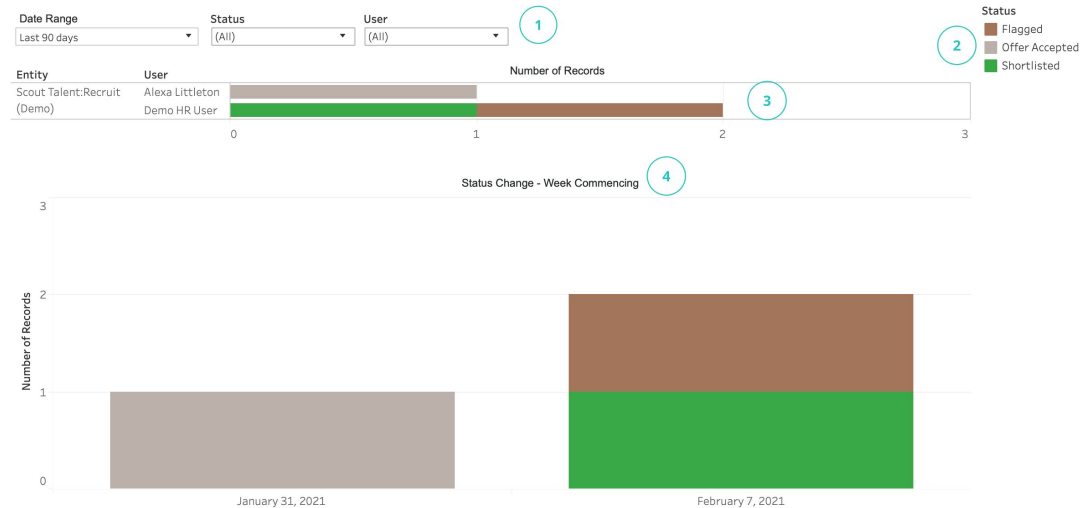 Date Range
Status
User
Last 90 days
(All)
(All)
1
Status
Flagged
Offer Accepted
Shortlisted
2
Entity
User
Number of Records
Scout Talent:Recruit
(Demo)
Alexa Littleton
Demo HR User
3
0
1
2
3
Status Change - Week Commencing
4
Number of Records
3
2
1
0
January 31, 2021
February 7, 2021